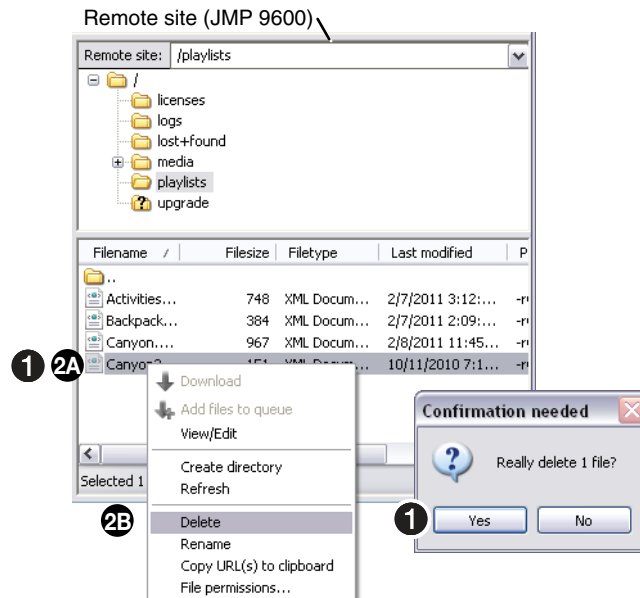 Remote site (JMP 9600)
Remote site: /playlists
/
licenses
logs
lost+found
media
playlists
upgrade
Filename / Filesize Filetype Last modified
..
Activities... 748 XML Docum... 2/7/2011 3:12:...
Backpack... 384 XML Docum... 2/7/2011 2:09:...
Canyon.... 967 XML Docum... 2/8/2011 11:45...
1 2A Canyon2 151 XML Docum... 10/11/2010 7:1...
Download
Add files to queue
View/Edit
Create directory
Refresh
Selected 1
2B Delete
Rename
Copy URL(s) to clipboard
File permissions...
Confirmation needed
Really delete 1 file?
1 Yes No